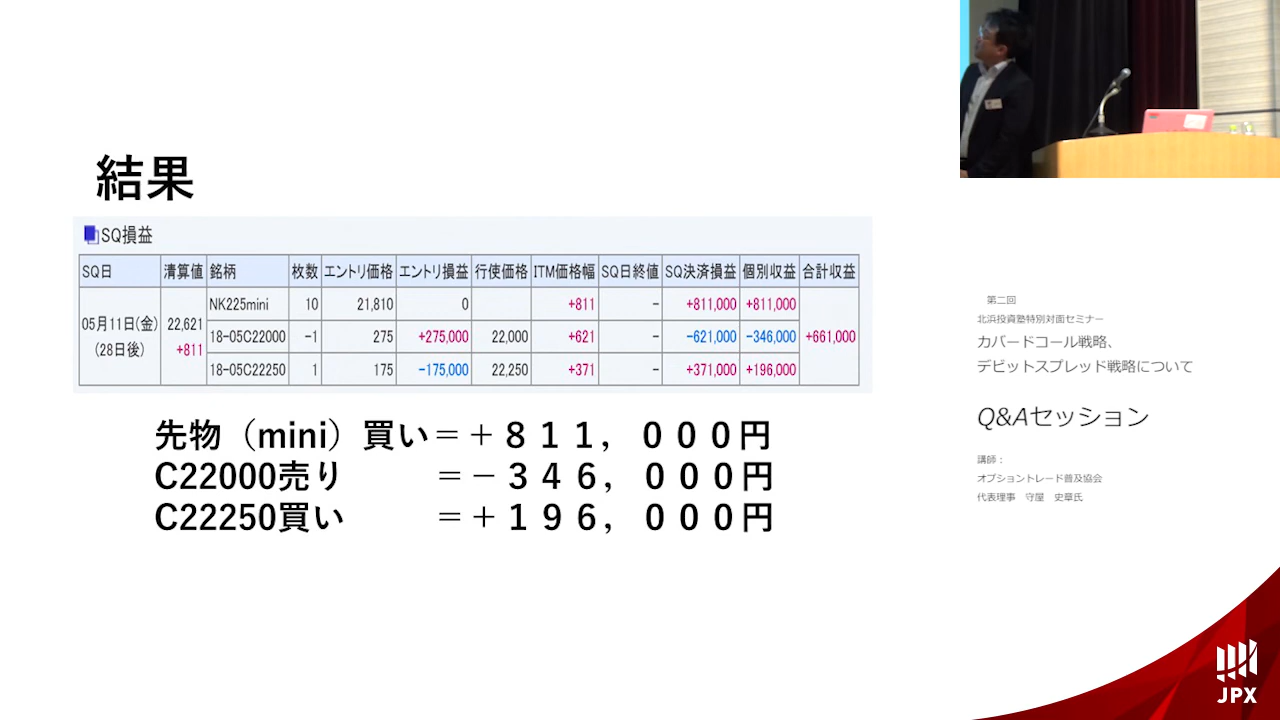 結果
SQ損益
SQ日 清算値 銘柄 枚数 エントリ価格 エントリ損益 行使価格 ITM価格幅 SQ日終値 SQ決済損益 個別収益 合計収益
05月11日(金) (28日後) 22,621 +811 +661,000
NK225mini 10 21,810 0 +811 − +811,000 +811,000
18-05C22000 −1 275 +275,000 22,000 +621 − −621,000 −346,000
18-05C22250 1 175 −175,000 22,250 +371 − +371,000 +196,000
先物（mini）買い＝＋８１１，０００円
C22000売り ＝－３４６，０００円
C22250買い ＝＋１９６，０００円
第二回
北浜投資塾特別対面セミナー
カバードコール戦略、
デビットスプレッド戦略について
Q&Aセッション
講師：
オプショントレード普及協会
代表理事　守屋　史章氏
JPX